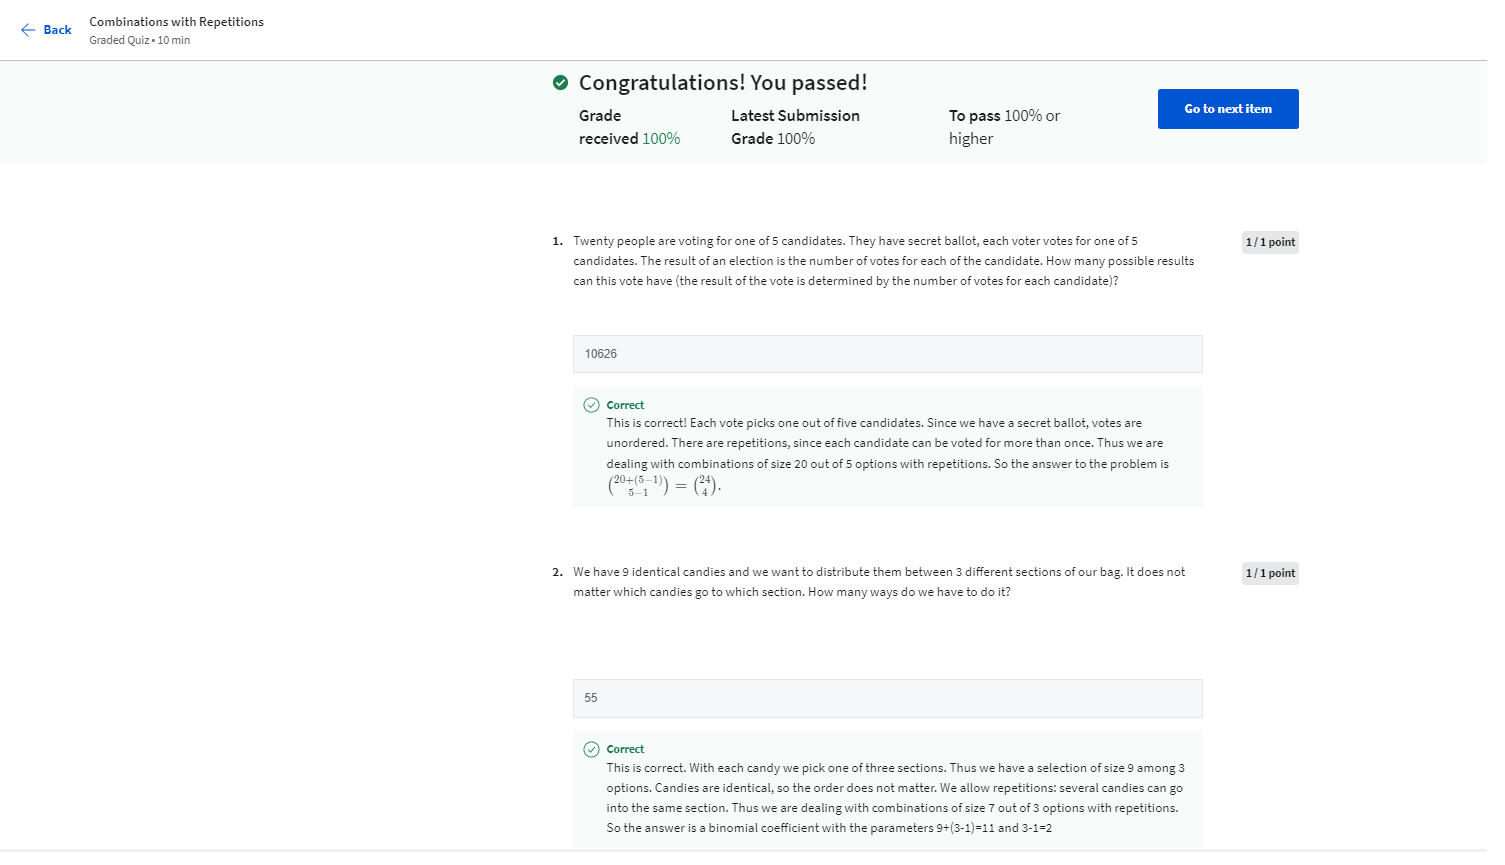 Back
Combinations with Repetitions
Graded Quiz • 10 min
Congratulations! You passed!
Grade received 100%
Latest Submission Grade 100%
To pass 100% or higher
Go to next item
1. Twenty people are voting for one of 5 candidates. They have secret ballot, each voter votes for one of 5
candidates. The result of an election is the number of votes for each of the candidate. How many possible results
can this vote have (the result of the vote is determined by the number of votes for each candidate)?
1 / 1 point
10626
Correct
This is correct! Each vote picks one out of five candidates. Since we have a secret ballot, votes are
unordered. There are repetitions, since each candidate can be voted for more than once. Thus we are
dealing with combinations of size 20 out of 5 options with repetitions. So the answer to the problem is
(20+(5−1) 5−1) = (24 4).
2. We have 9 identical candies and we want to distribute them between 3 different sections of our bag. It does not
matter which candies go to which section. How many ways do we have to do it?
1 / 1 point
55
Correct
This is correct. With each candy we pick one of three sections. Thus we have a selection of size 9 among 3
options. Candies are identical, so the order does not matter. We allow repetitions: several candies can go
into the same section. Thus we are dealing with combinations of size 7 out of 3 options with repetitions.
So the answer is a binomial coefficient with the parameters 9+(3-1)=11 and 3-1=2